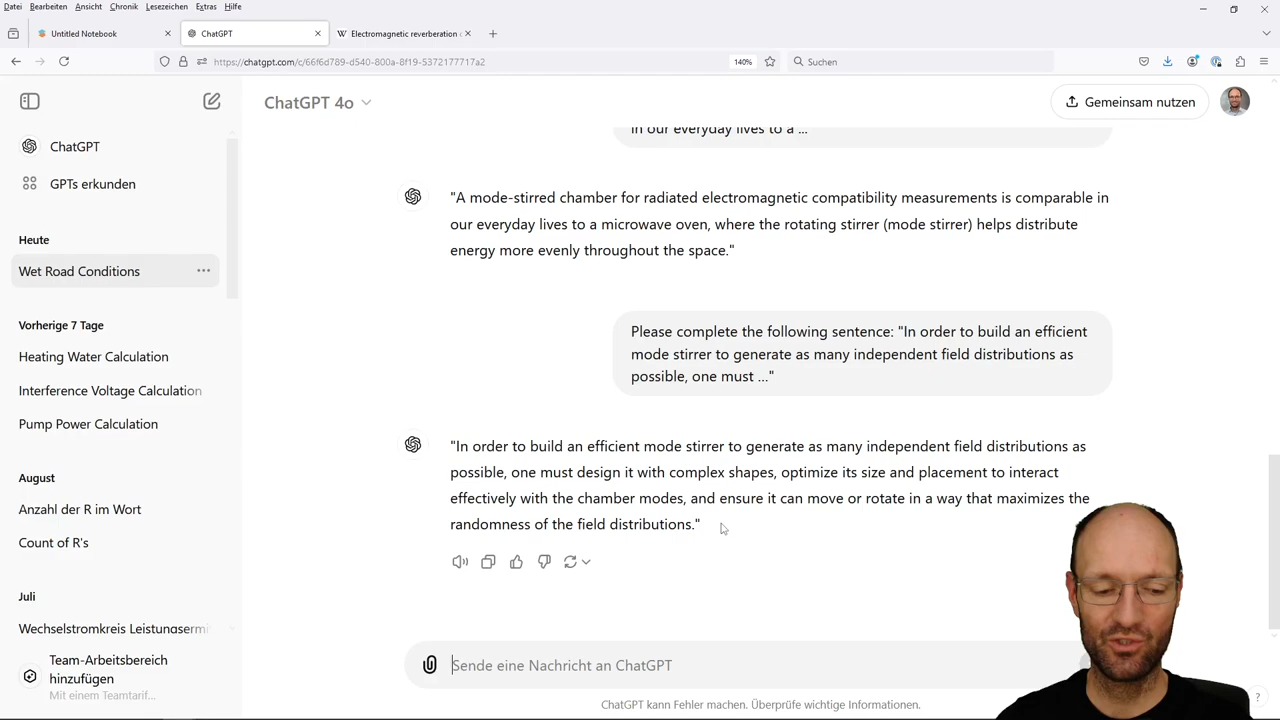 Datei Bearbeiten Ansicht Chronik Lesezeichen Extras Hilfe
Untitled Notebook
ChatGPT
Electromagnetic reverberation c
https://chatgpt.com/c/66f6d789-d540-800a-8f19-5372177717a2
140%
Suchen
ChatGPT 4o
Gemeinsam nutzen
ChatGPT
GPTs erkunden
Heute
Wet Road Conditions
Vorherige 7 Tage
Heating Water Calculation
Interference Voltage Calculation
Pump Power Calculation
August
Anzahl der R im Wort
Count of R's
Juli
Wechselstromkreis Leistungsermi
Team-Arbeitsbereich
hinzufügen
Mit einem Teamtarif...
in our everyday lives to a ...
"A mode-stirred chamber for radiated electromagnetic compatibility measurements is comparable in
our everyday lives to a microwave oven, where the rotating stirrer (mode stirrer) helps distribute
energy more evenly throughout the space."
Please complete the following sentence: "In order to build an efficient
mode stirrer to generate as many independent field distributions as
possible, one must ..."
"In order to build an efficient mode stirrer to generate as many independent field distributions as
possible, one must design it with complex shapes, optimize its size and placement to interact
effectively with the chamber modes, and ensure it can move or rotate in a way that maximizes the
randomness of the field distributions."
Sende eine Nachricht an ChatGPT
ChatGPT kann Fehler machen. Überprüfe wichtige Informationen.
?